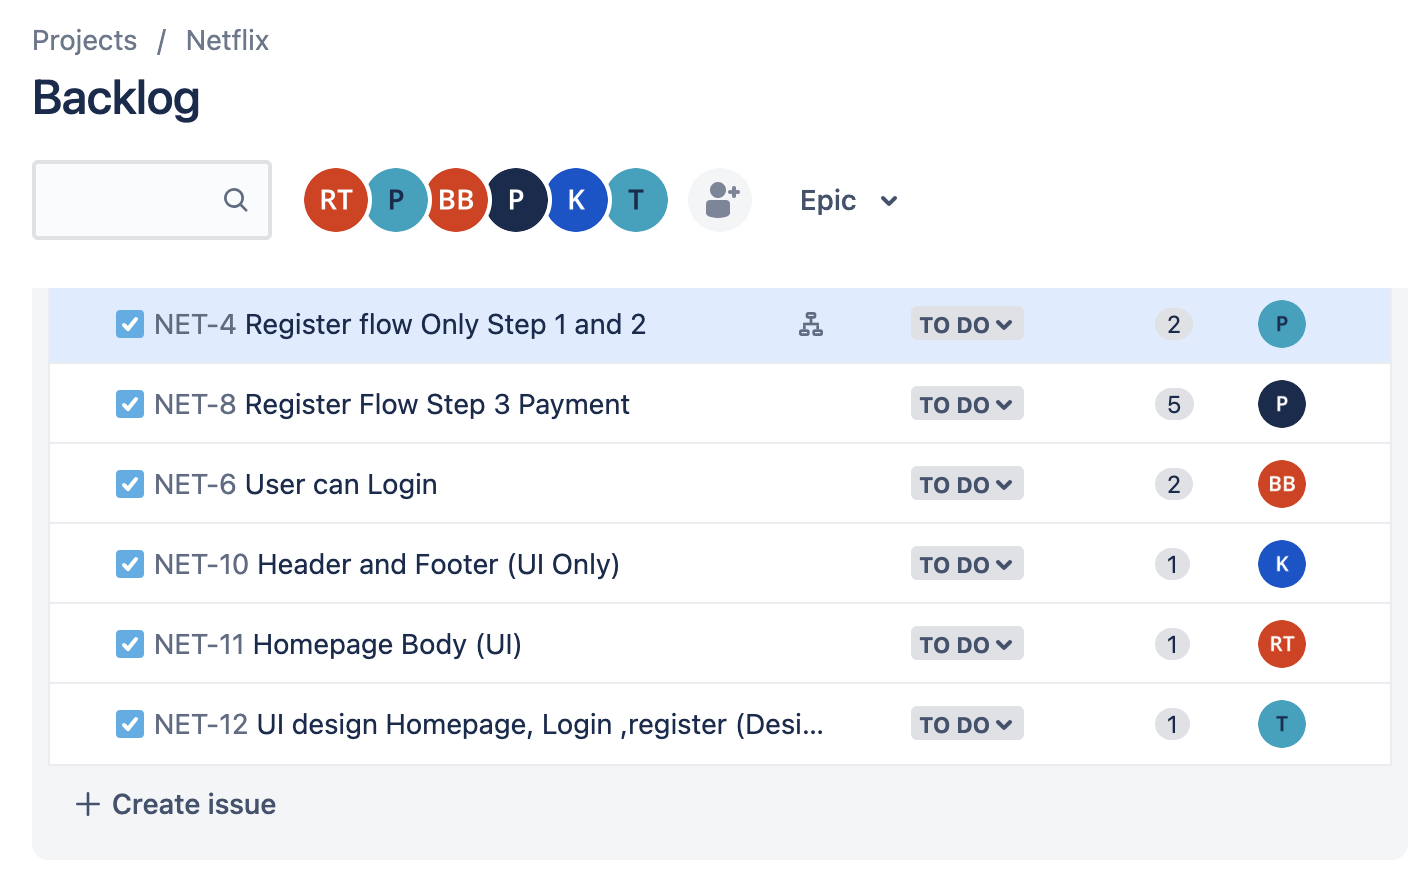 Projects / Netflix
Backlog
RT P BB P K T Epic
NET-4 Register flow Only Step 1 and 2 TO DO 2 P
NET-8 Register Flow Step 3 Payment TO DO 5 P
NET-6 User can Login TO DO 2 BB
NET-10 Header and Footer (UI Only) TO DO 1 K
NET-11 Homepage Body (UI) TO DO 1 RT
NET-12 UI design Homepage, Login ,register (Desi... TO DO 1 T
+ Create issue